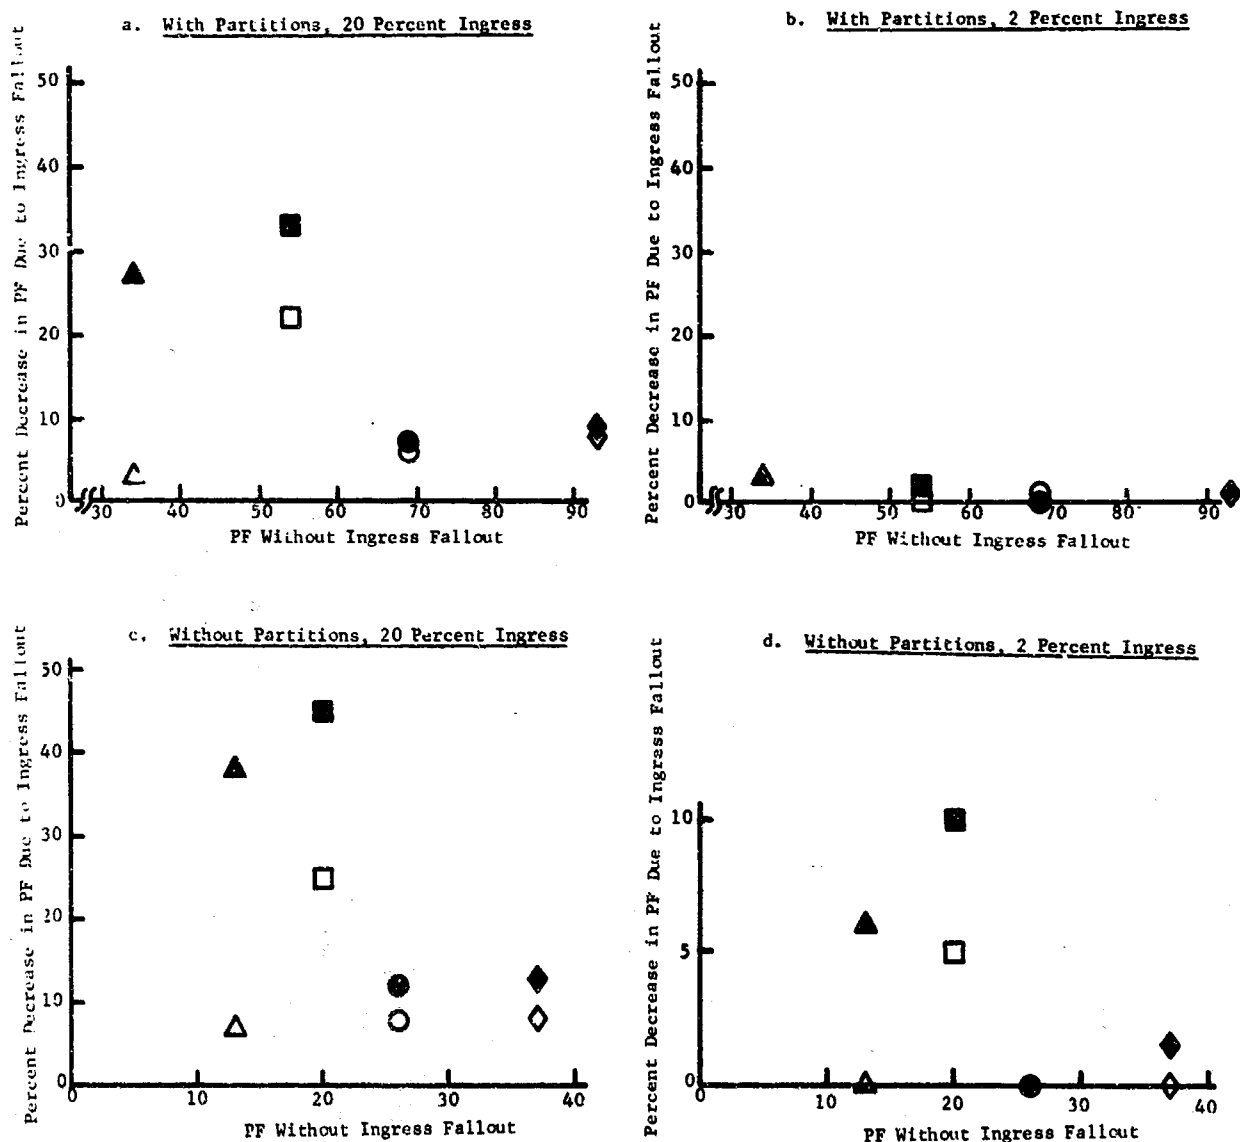 a. With Partitions, 20 Percent Ingress
Percent Decrease in PF Due to Ingress Fallout
50
40
30
20
10
0
30 40 50 60 70 80 90
PF Without Ingress Fallout
b. With Partitions, 2 Percent Ingress
Percent Decrease in PF Due to Ingress Fallout
50
40
30
20
10
0
30 40 50 60 70 80 90
PF Without Ingress Fallout
c. Without Partitions, 20 Percent Ingress
Percent Decrease in PF Due to Ingress Fallout
50
40
30
20
10
0
10 20 30 40
PF Without Ingress Fallout
d. Without Partitions, 2 Percent Ingress
Percent Decrease in PF Due to Ingress Fallout
10
5
0
0 10 20 30 40
PF Without Ingress Fallout